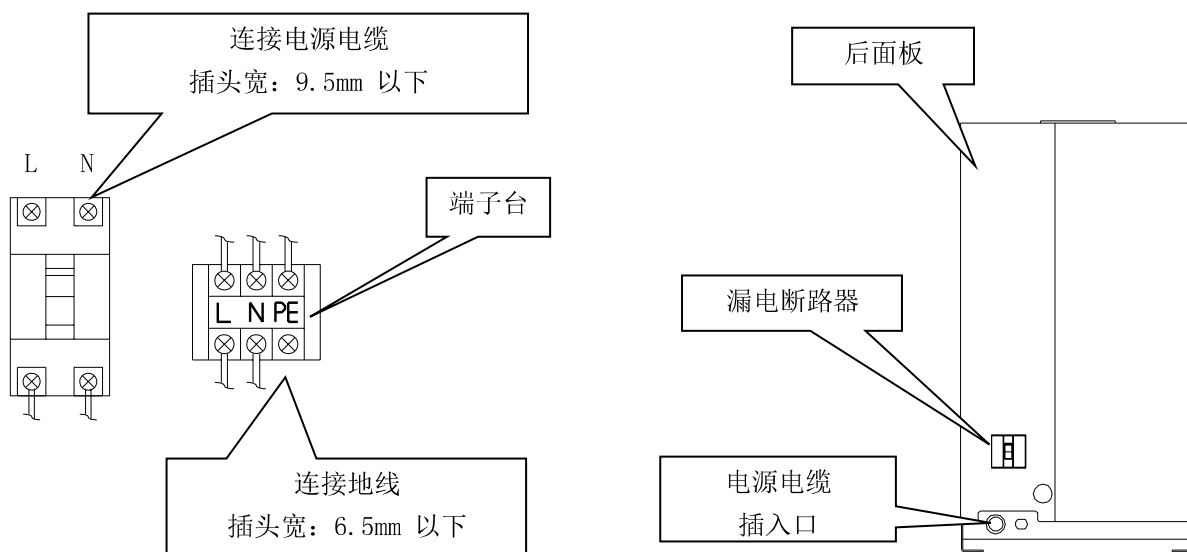 连接电源电缆
插头宽：9.5mm 以下
后面板
L N
端子台
L N PE
漏电断路器
连接地线
插头宽：6.5mm 以下
电源电缆
插入口